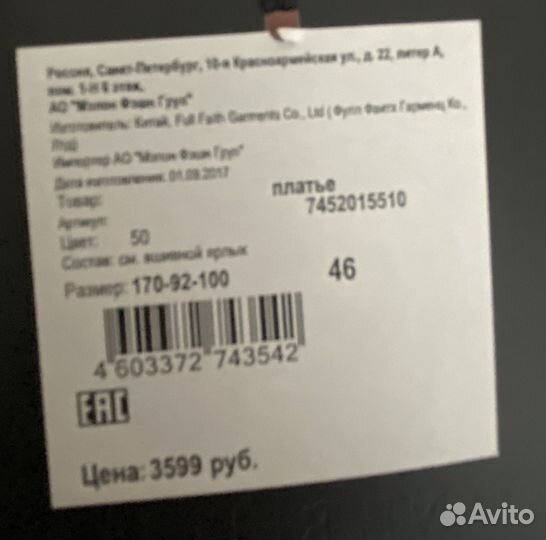 Россия, Санкт-Петербург, 10-я Красноармейская ул., д. 22, литер А,
пом. 1-Н 6 этаж,
АО "Мэлон Фэшн Груп"
Изготовитель: Китай, Full Faith Garments Co., Ltd ( Фулл Фэитз Гарменц Ко.,
Лтд)
Импортер АО "Мэлон Фэшн Груп"
Дата изготовления: 01.09.2017
Товар: платье
Артикул: 7452015510
Цвет: 50
Состав: см. вшивной ярлык
Размер: 170-92-100 46
4 603372 743542
EAC
Цена: 3599 руб.
Avito